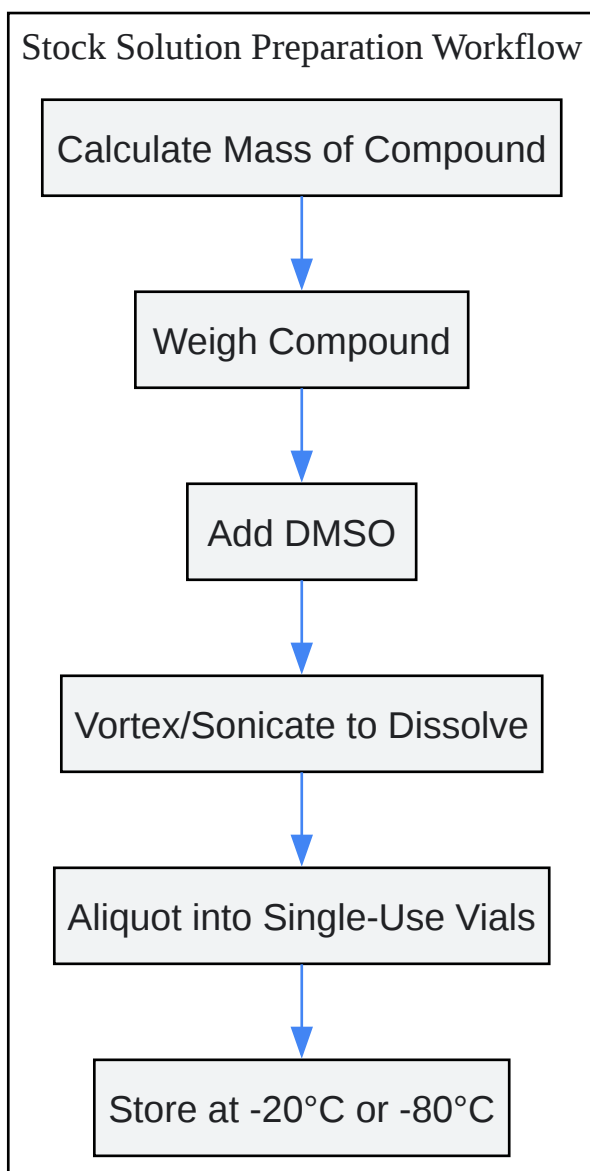 Stock Solution Preparation Workflow
Calculate Mass of Compound
Weigh Compound
Add DMSO
Vortex/Sonicate to Dissolve
Aliquot into Single-Use Vials
Store at -20°C or -80°C